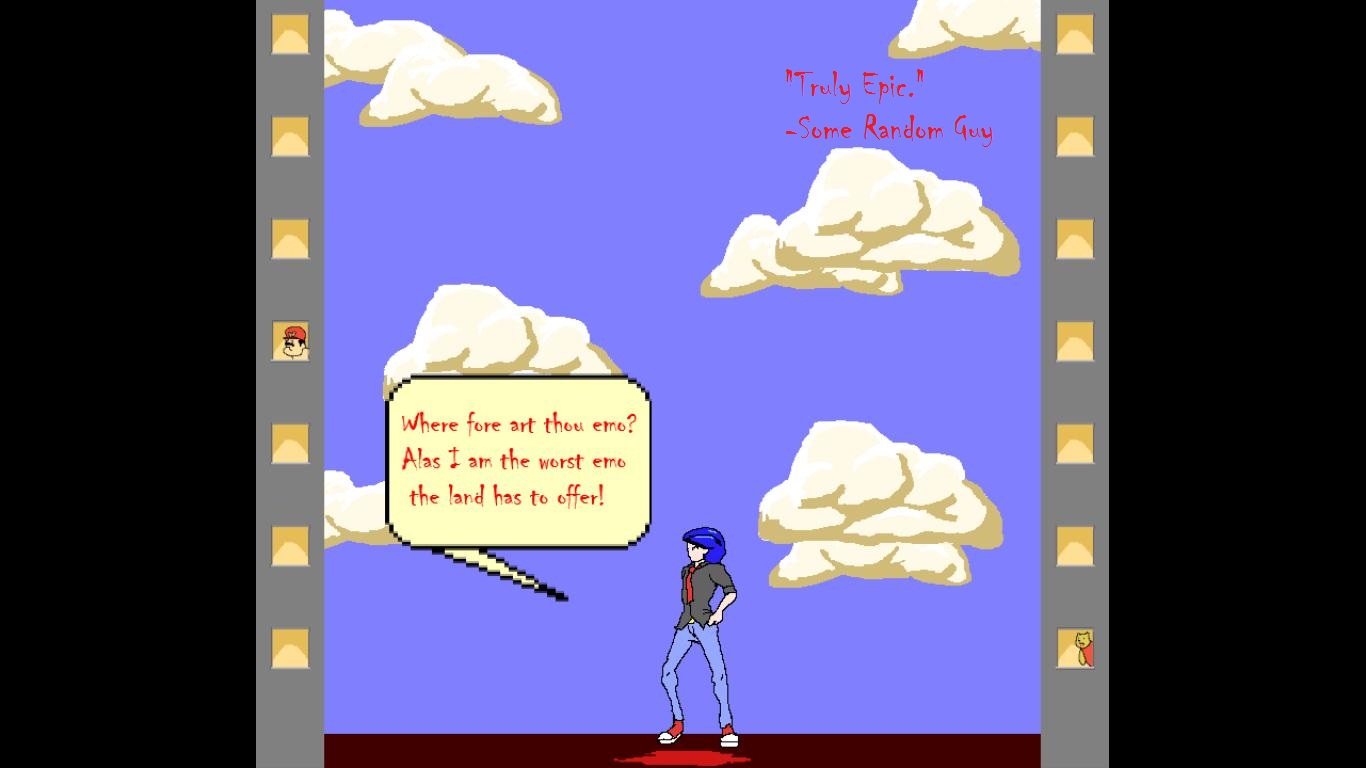 "Truly Epic."
-Some Random Guy
Where fore art thou emo?
Alas I am the worst emo
the land has to offer!